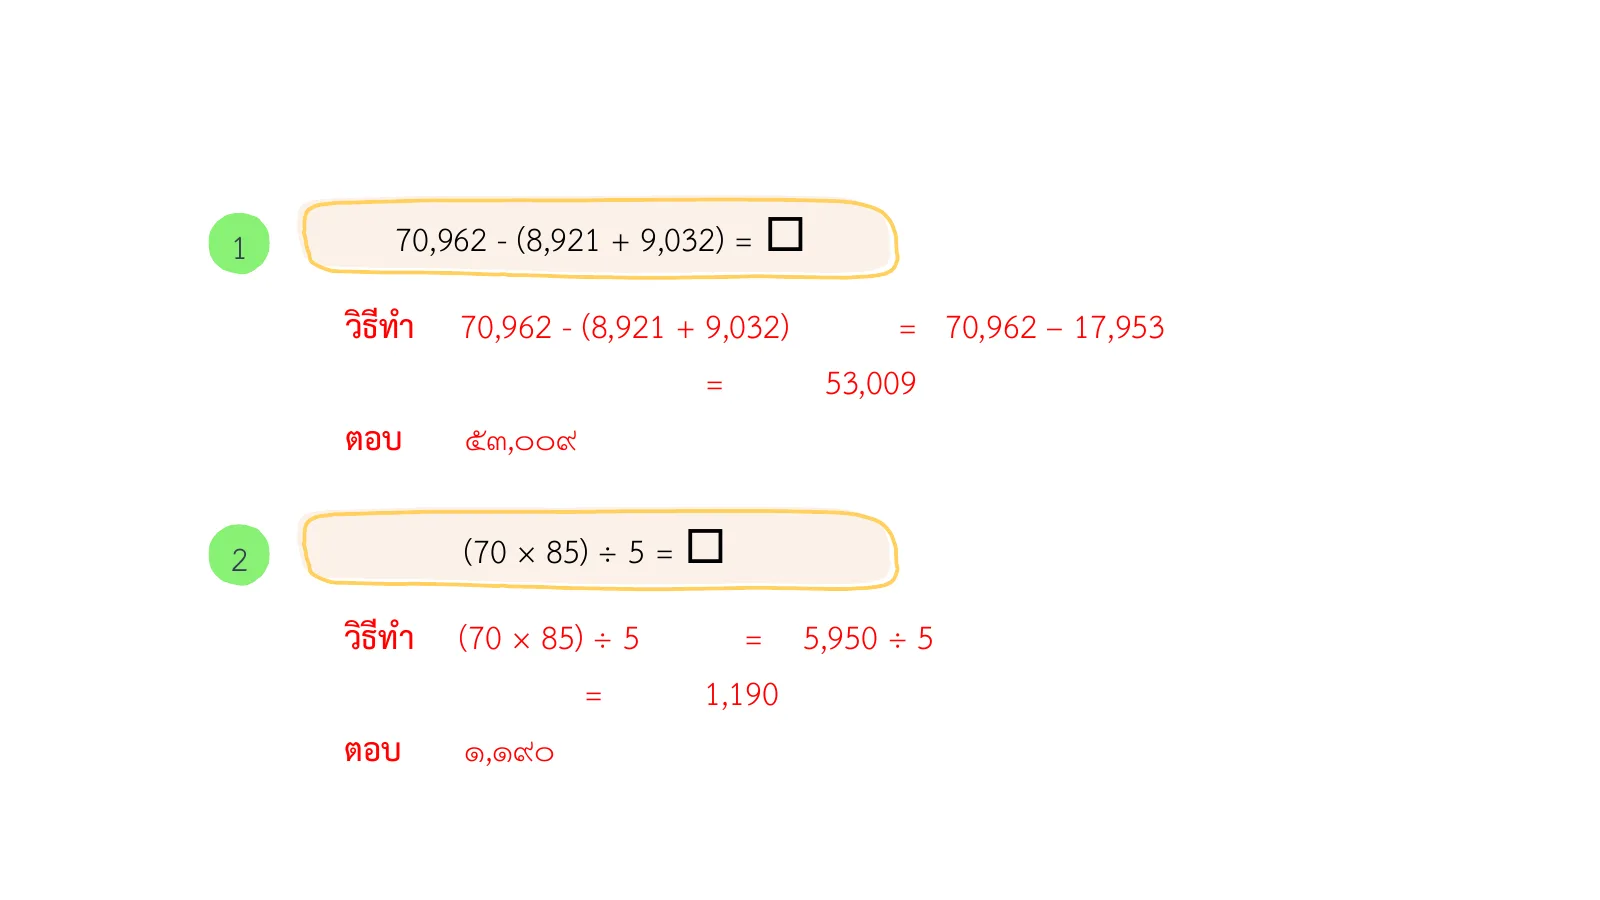 1
70,962 - (8,921 + 9,032) = □
วิธีทำ 70,962 - (8,921 + 9,032) = 70,962 – 17,953
= 53,009
ตอบ ๕๓,๐๐๙
2
(70 × 85) ÷ 5 = □
วิธีทำ (70 × 85) ÷ 5 = 5,950 ÷ 5
= 1,190
ตอบ ๑,๑๙๐